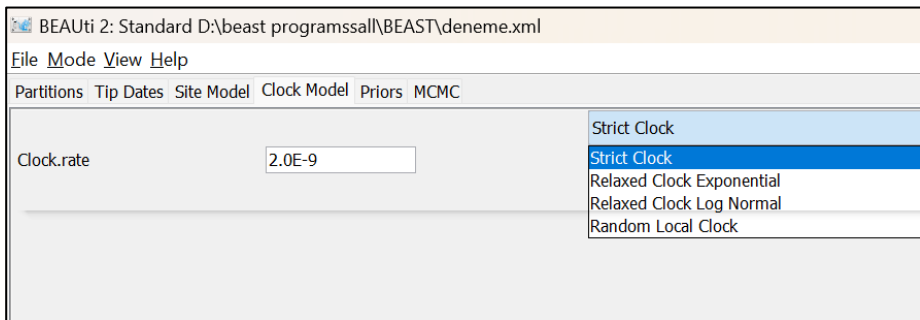 BEAUti 2: Standard D:\beast programssall\BEAST\deneme.xml
File Mode View Help
Partitions Tip Dates Site Model Clock Model Priors MCMC
Strict Clock
Clock.rate 2.0E-9 Strict Clock
Relaxed Clock Exponential
Relaxed Clock Log Normal
Random Local Clock